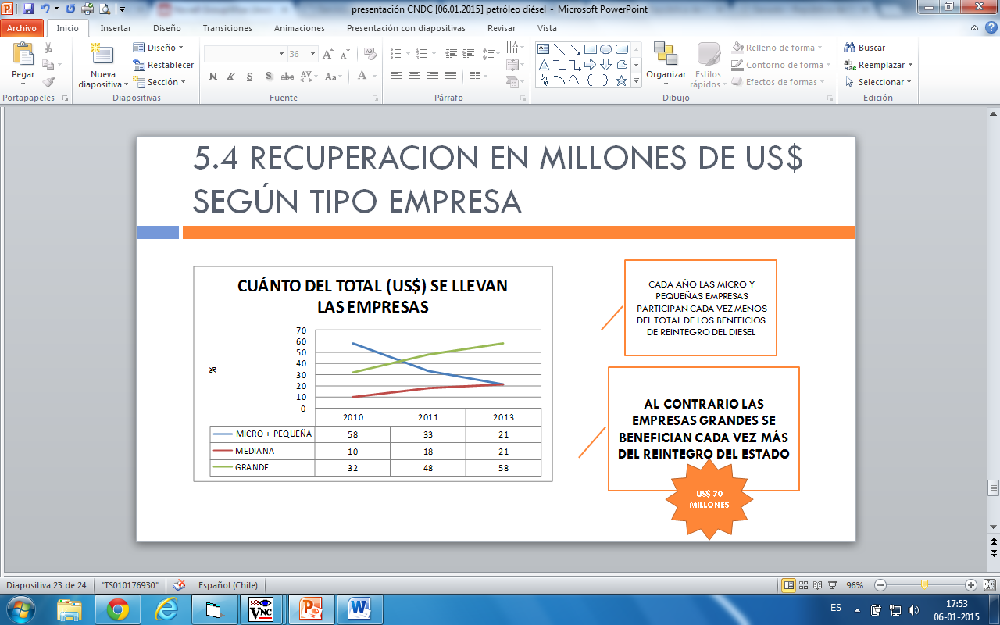 presentación CNDC [06.01.2015] petróleo diésel - Microsoft PowerPoint
Archivo Inicio Insertar Diseño Transiciones Animaciones Presentación con diapositivas Revisar Vista
Pegar
Portapapeles
Nueva diapositiva
Diseño
Restablecer
Sección
Diapositivas
36
N K S S abc AV Aa A
Fuente
Párrafo
Organizar
Estilos rápidos
Relleno de forma
Contorno de forma
Efectos de formas
Dibujo
Buscar
Reemplazar
Seleccionar
Edición
5.4 RECUPERACION EN MILLONES DE US$
SEGÚN TIPO EMPRESA
CUÁNTO DEL TOTAL (US$) SE LLEVAN
LAS EMPRESAS
%
70
60
50
40
30
20
10
0
2010 2011 2013
MICRO + PEQUEÑA 58 33 21
MEDIANA 10 18 21
GRANDE 32 48 58
CADA AÑO LAS MICRO Y
PEQUEÑAS EMPRESAS
PARTICIPAN CADA VEZ MENOS
DEL TOTAL DE LOS BENEFICIOS
DE REINTEGRO DEL DIESEL
AL CONTRARIO LAS
EMPRESAS GRANDES SE
BENEFICIAN CADA VEZ MÁS
DEL REINTEGRO DEL ESTADO
US$ 70
MILLONES
Diapositiva 23 de 24 "TS010176930" Español (Chile) 96%
VNC
ES
17:53
06-01-2015